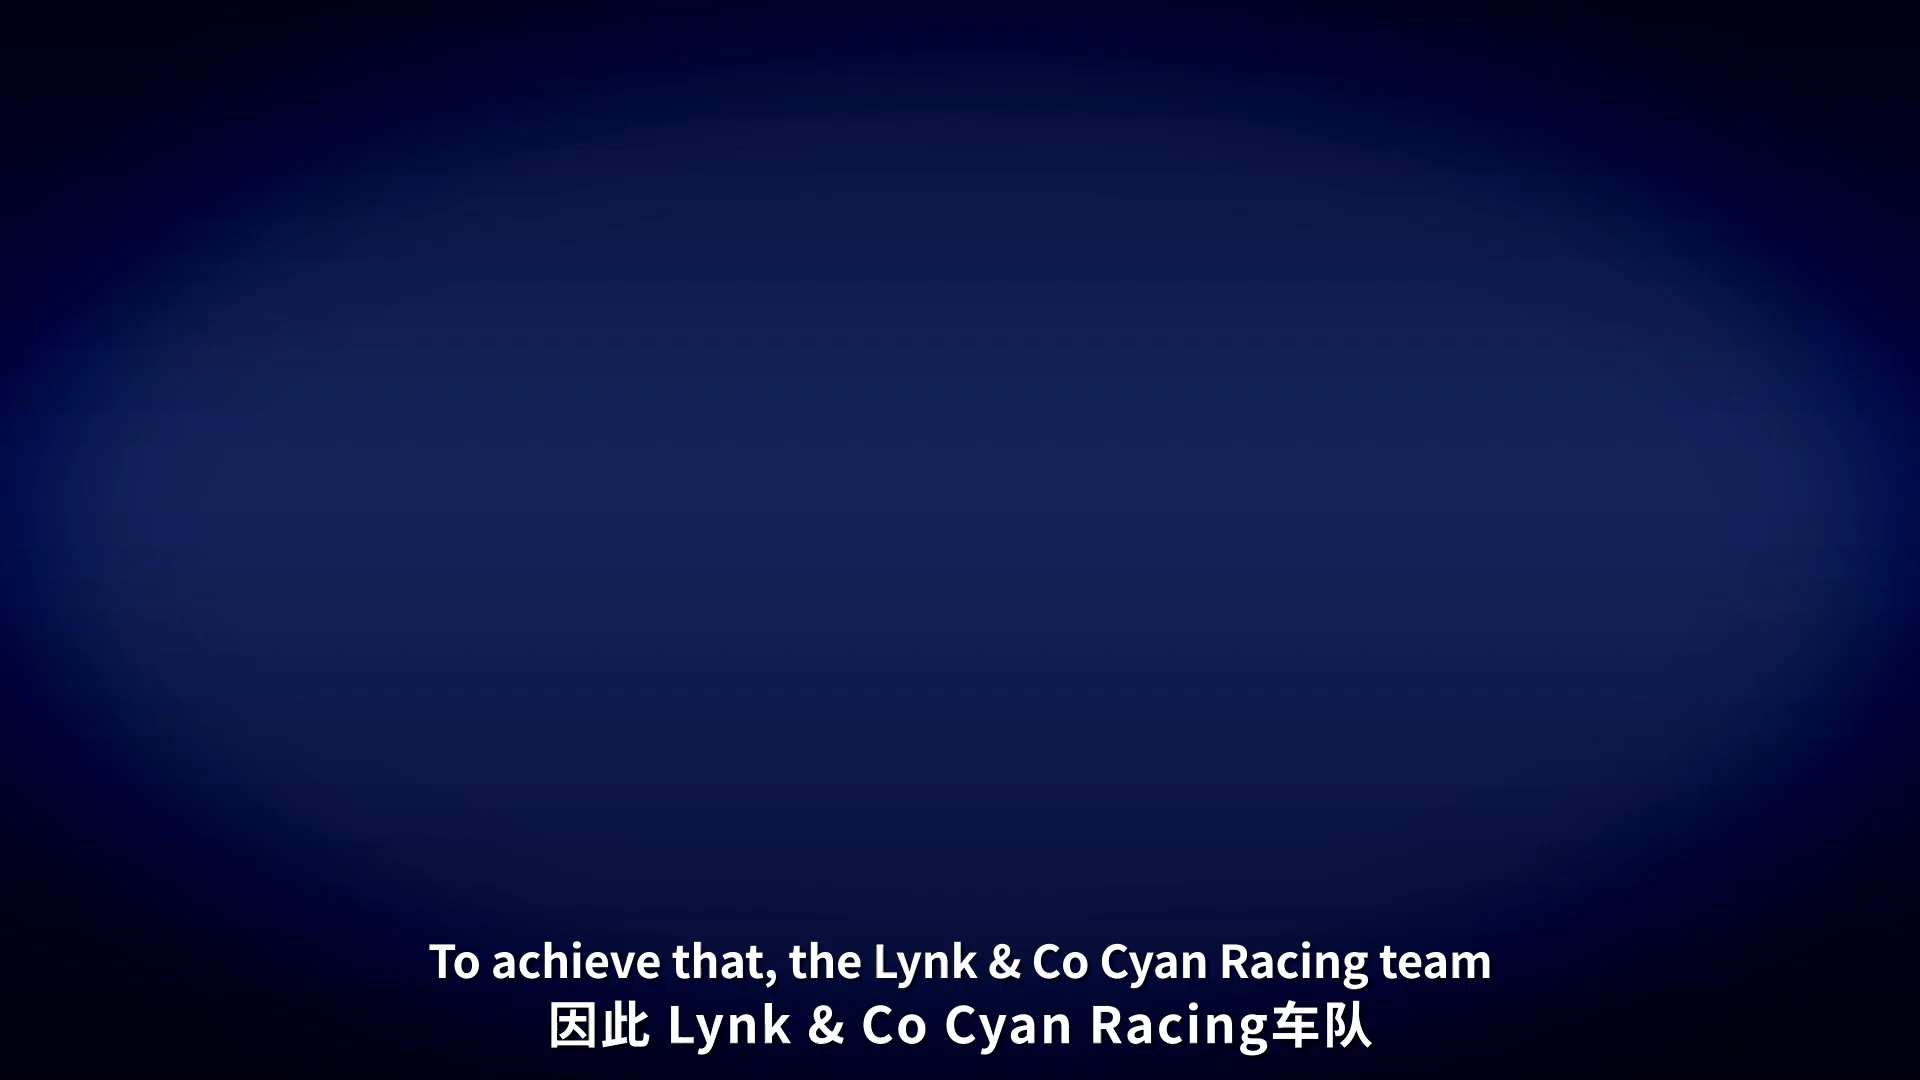 To achieve that, the Lynk & Co Cyan Racing team
因此 Lynk & Co Cyan Racing车队